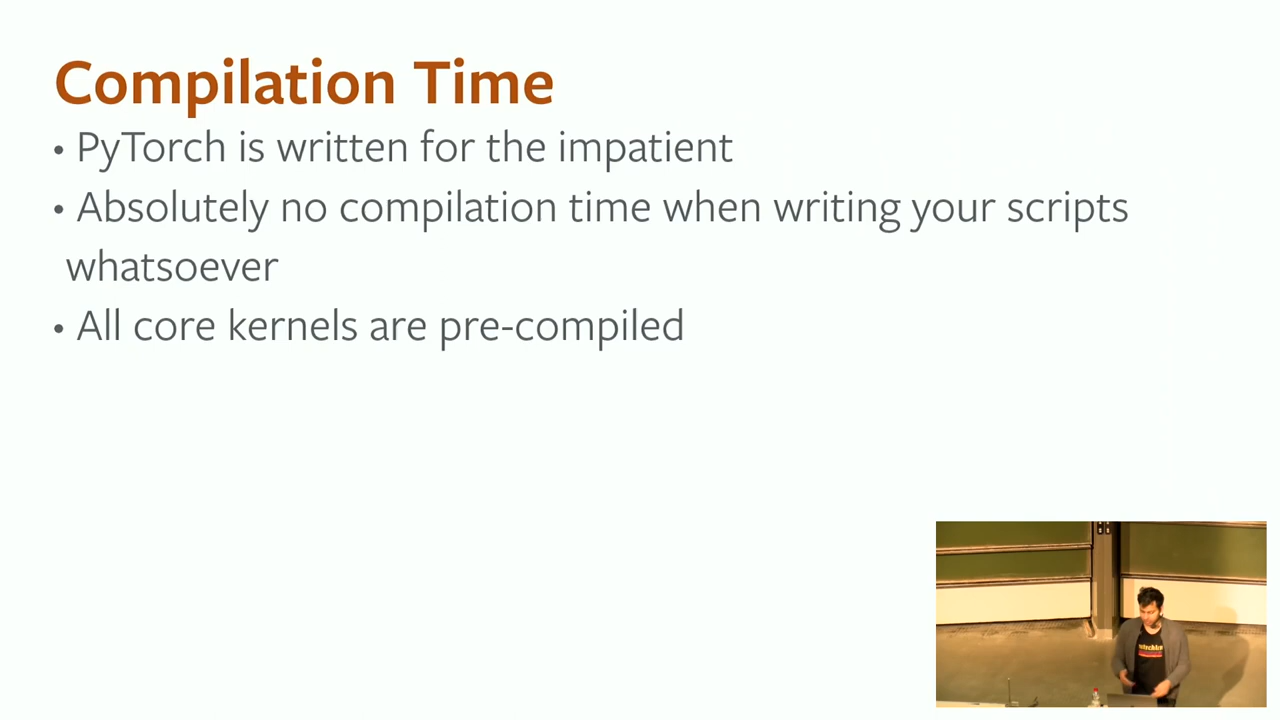 Compilation Time
• PyTorch is written for the impatient
• Absolutely no compilation time when writing your scripts
whatsoever
• All core kernels are pre-compiled